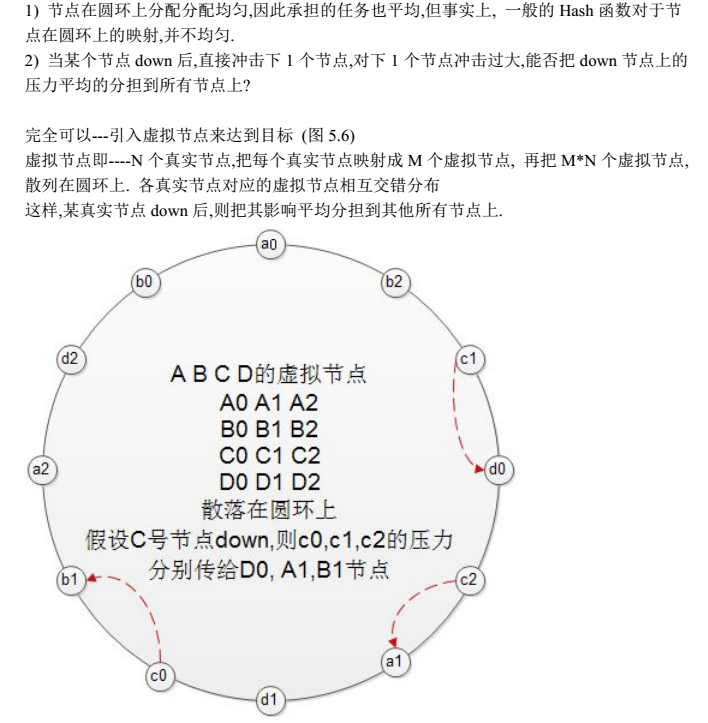 1) 节点在圆环上分配分配均匀,因此承担的任务也平均,但事实上, 一般的 Hash 函数对于节
点在圆环上的映射,并不均匀.
2) 当某个节点 down 后,直接冲击下 1 个节点,对下 1 个节点冲击过大,能否把 down 节点上的
压力平均的分担到所有节点上?
完全可以---引入虚拟节点来达到目标 (图 5.6)
虚拟节点即----N 个真实节点,把每个真实节点映射成 M 个虚拟节点, 再把 M*N 个虚拟节点,
散列在圆环上. 各真实节点对应的虚拟节点相互交错分布
这样,某真实节点 down 后,则把其影响平均分担到其他所有节点上.
a0
b0
b2
d2
c1
A B C D的虚拟节点
A0 A1 A2
B0 B1 B2
C0 C1 C2
D0 D1 D2
a2
d0
散落在圆环上
假设C号节点down,则c0,c1,c2的压力
分别传给D0, A1,B1节点
b1
c2
c0
a1
d1